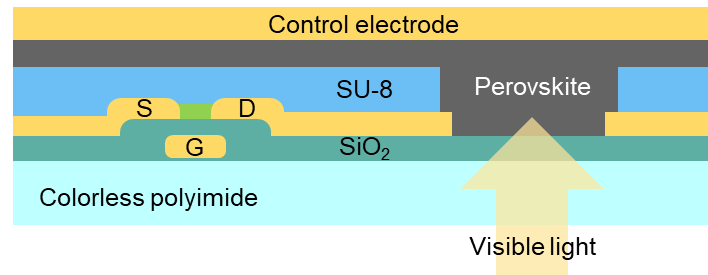 Control electrode
Perovskite
SU-8
S
D
G
SiO₂
Colorless polyimide
Visible light